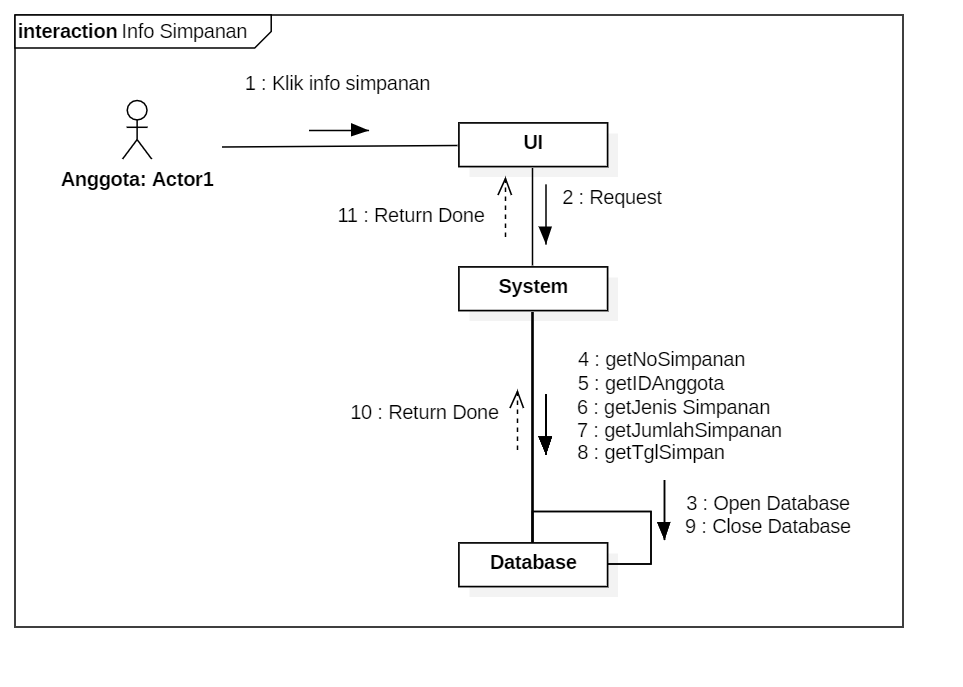 interaction Info Simpanan
1 : Klik info simpanan
Anggota: Actor1
UI
2 : Request
11 : Return Done
System
4 : getNoSimpanan
5 : getIDAnggota
6 : getJenis Simpanan
7 : getJumlahSimpanan
8 : getTglSimpan
10 : Return Done
3 : Open Database
9 : Close Database
Database